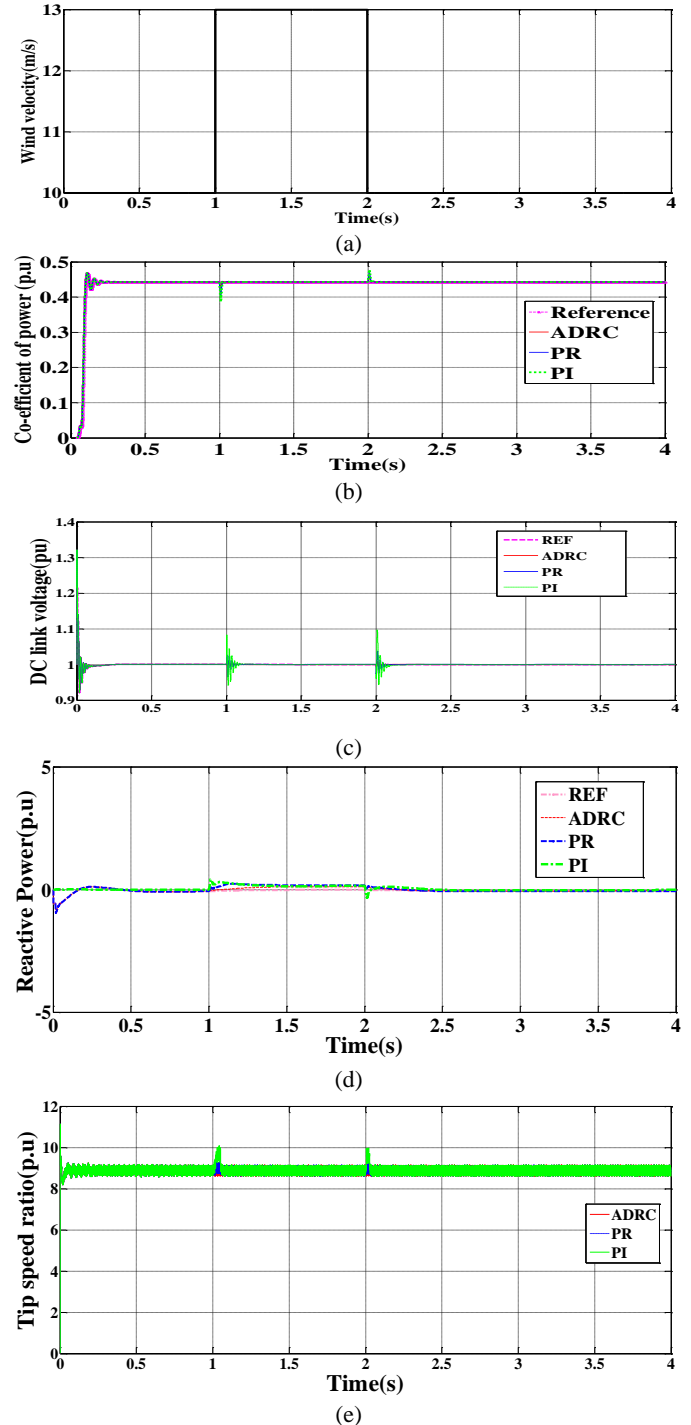 13
12
11
10
Wind velocity(m/s)
0 0.5 1 1.5 2 2.5 3 3.5 4
Time(s)
(a)
0.5
0.4
0.3
0.2
0.1
0
Co-efficient of power (p.u)
Reference
ADRC
PR
PI
0 0.5 1 1.5 2 2.5 3 3.5 4
Time(s)
(b)
1.4
1.3
1.2
1.1
1
0.9
DC link voltage(pu)
REF
ADRC
PR
PI
0 0.5 1 1.5 2 2.5 3 3.5 4
(c)
5
0
-5
Reactive Power(p.u)
REF
ADRC
PR
PI
0 0.5 1 1.5 2 2.5 3 3.5 4
Time(s)
(d)
12
10
8
6
4
2
0
Tip speed ratio(p.u)
ADRC
PR
PI
0 0.5 1 1.5 2 2.5 3 3.5 4
Time(s)
(e)